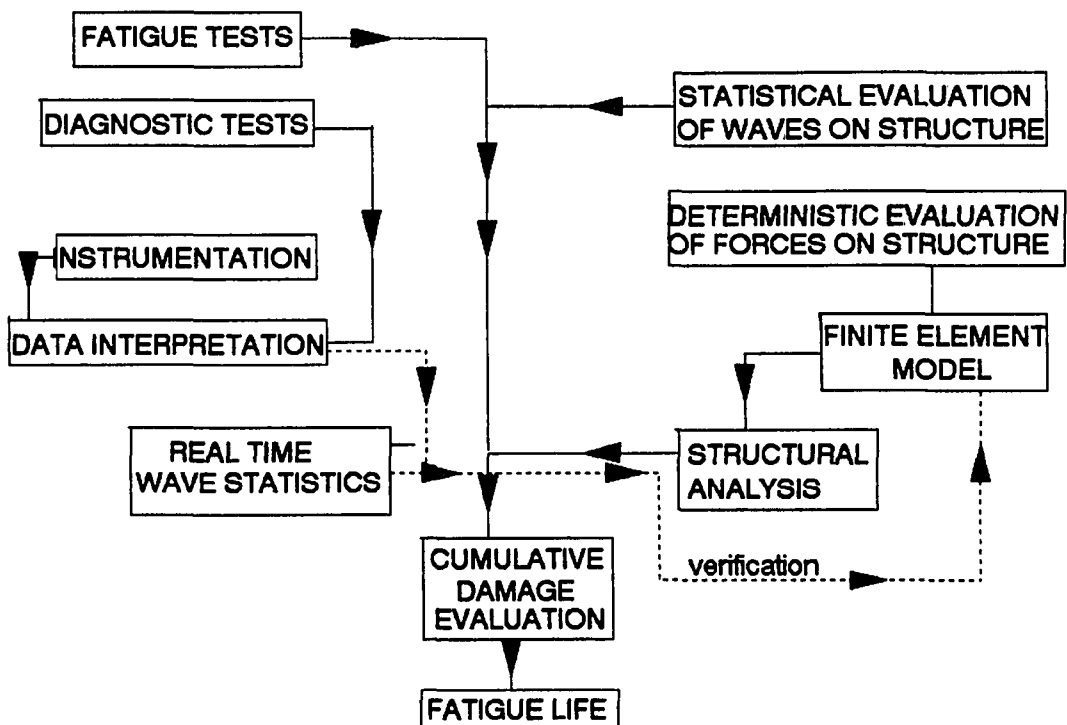 FATIGUE TESTS
STATISTICAL EVALUATION
OF WAVES ON STRUCTURE
DIAGNOSTIC TESTS
DETERMINISTIC EVALUATION
OF FORCES ON STRUCTURE
INSTRUMENTATION
DATA INTERPRETATION
FINITE ELEMENT
MODEL
REAL TIME
WAVE STATISTICS
STRUCTURAL
ANALYSIS
verification
CUMULATIVE
DAMAGE
EVALUATION
FATIGUE LIFE